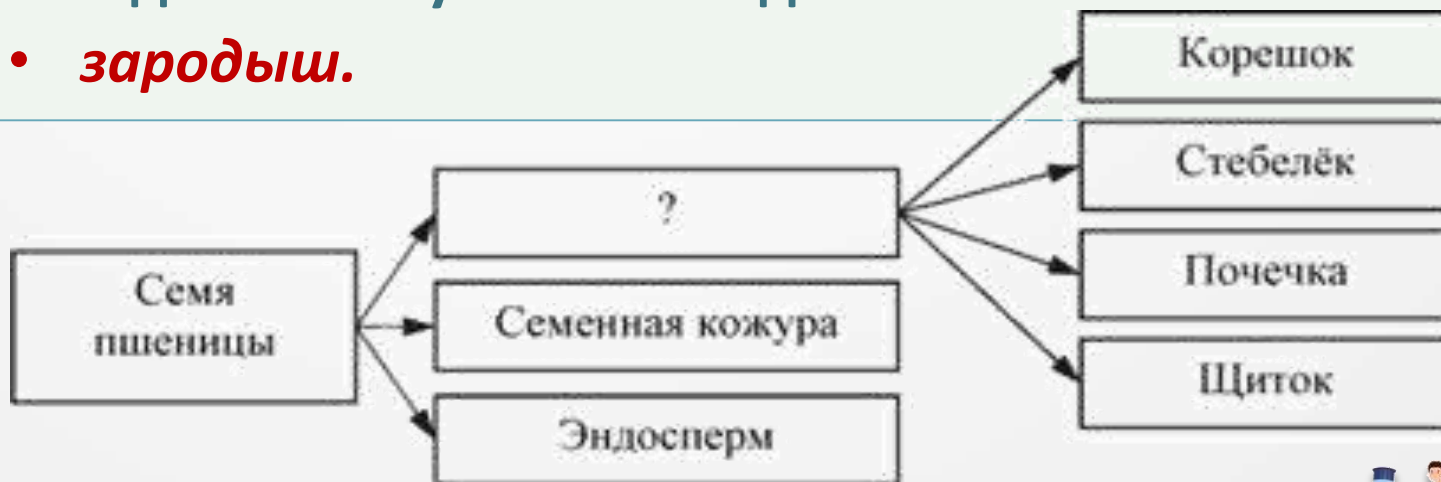 • зародыш.
Корешок
Стебелёк
?
Почечка
Семя
пшеницы
Семенная кожура
Щиток
Эндосперм